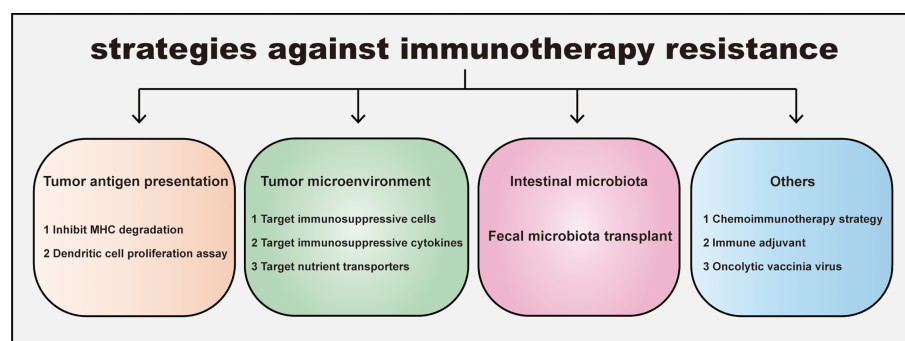 strategies against immunotherapy resistance
Tumor antigen presentation
1 Inhibit MHC degradation
2 Dendritic cell proliferation assay
Tumor microenvironment
1 Target immunosuppressive cells
2 Target immunosuppressive cytokines
3 Target nutrient transporters
Intestinal microbiota
Fecal microbiota transplant
Others
1 Chemoimmunotherapy strategy
2 Immune adjuvant
3 Oncolytic vaccinia virus